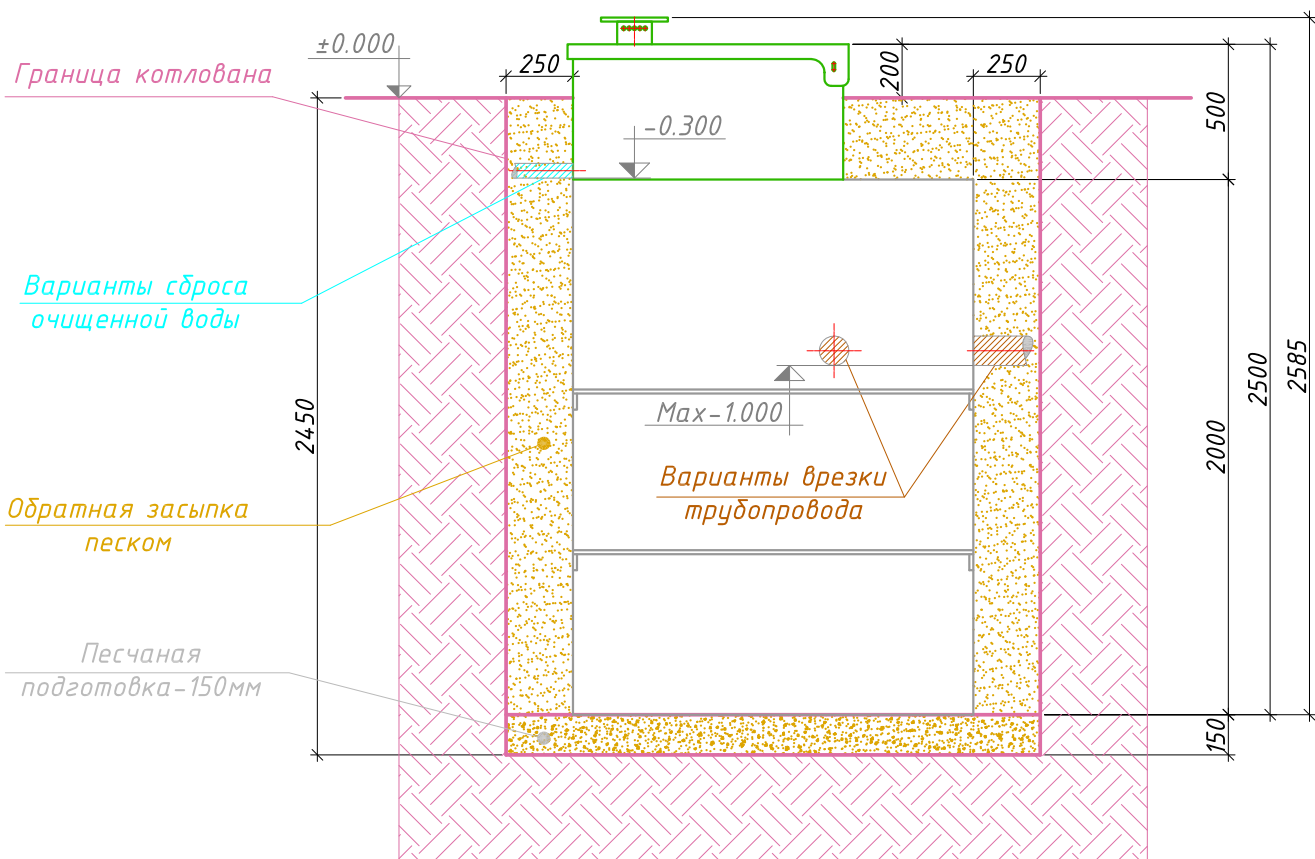 ±0.000
Граница котлована
250
200
250
500
-0.300
Варианты сброса
очищенной воды
2585
2500
2450
Max-1.000
2000
Варианты врезки
трубопровода
Обратная засыпка
песком
Песчаная
подготовка-150мм
150